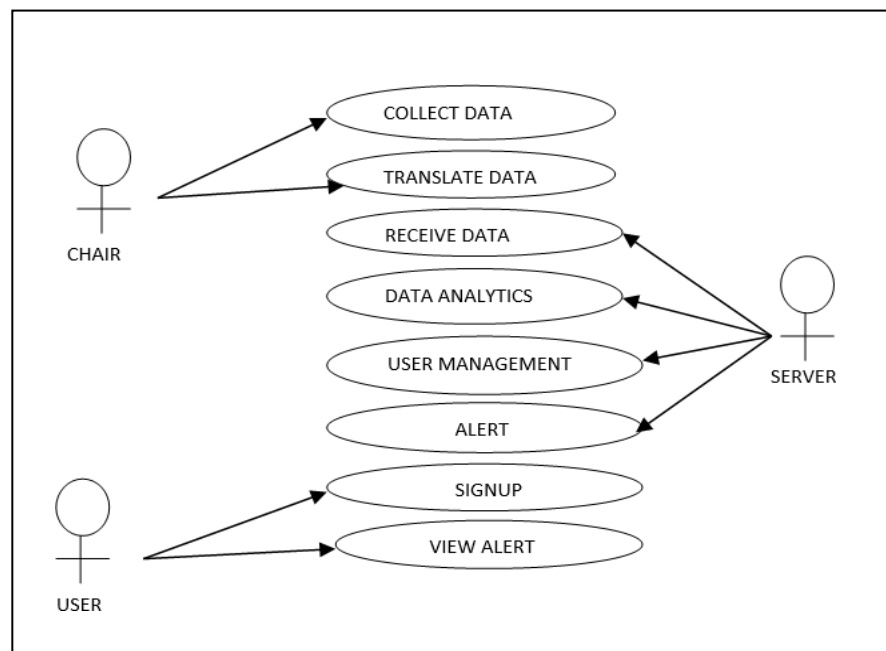 COLLECT DATA
TRANSLATE DATA
RECEIVE DATA
CHAIR
DATA ANALYTICS
USER MANAGEMENT
SERVER
ALERT
SIGNUP
VIEW ALERT
USER